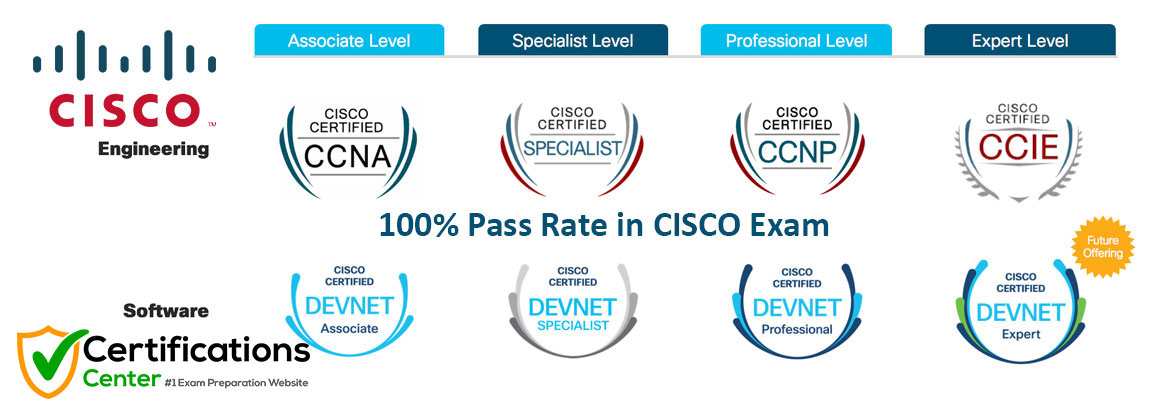 Associate Level
Specialist Level
Professional Level
Expert Level
CISCO™
Engineering
CISCO
CERTIFIED
CCNA
CISCO
CERTIFIED
SPECIALIST
CISCO
CERTIFIED
CCNP
CISCO
CERTIFIED
CCIE
100% Pass Rate in CISCO Exam
Future
Offering
Software
CISCO
CERTIFIED
DEVNET
Associate
CISCO
CERTIFIED
DEVNET
SPECIALIST
CISCO
CERTIFIED
DEVNET
Professional
CISCO
CERTIFIED
DEVNET
Expert
Certifications
Center #1 Exam Preparation Website